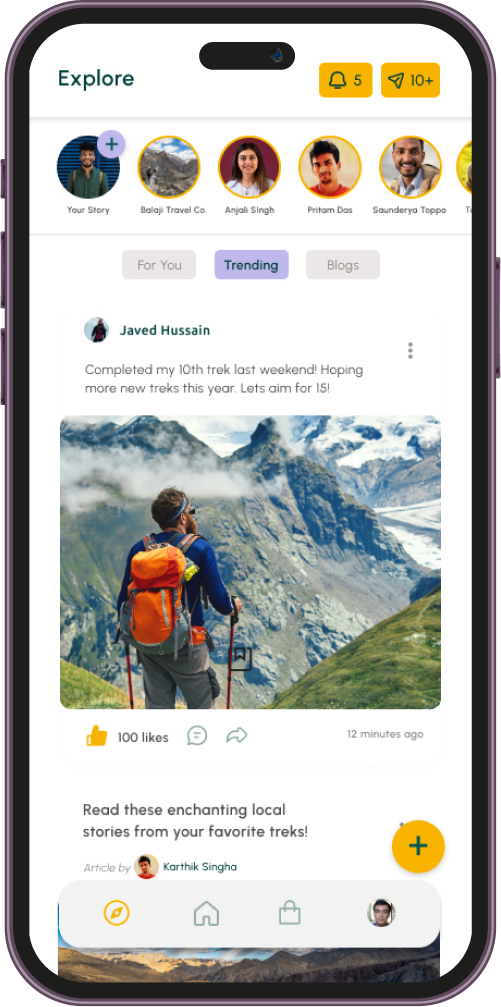 Explore
5
10+
Your Story
Balaji Travel Co.
Anjali Singh
Pritam Das
Saunderya Toppo
For You
Trending
Blogs
Javed Hussain
Completed my 10th trek last weekend! Hoping
more new treks this year. Lets aim for 15!
100 likes
12 minutes ago
Read these enchanting local
stories from your favorite treks!
Article by
Karthik Singha